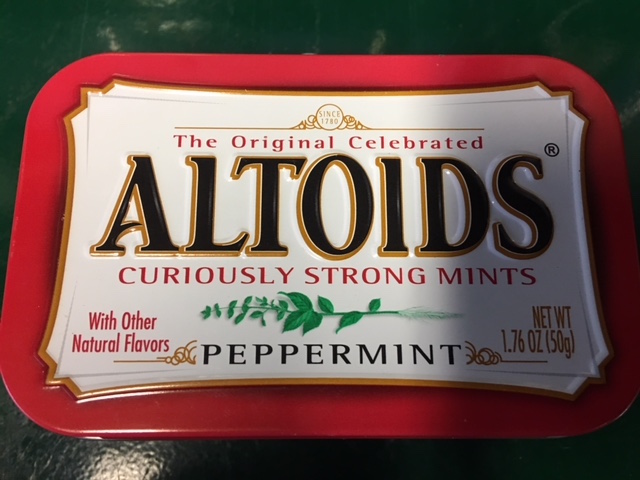 SINCE
1780
The Original Celebrated
ALTOIDS®
CURIOUSLY STRONG MINTS
With Other
Natural Flavors
NET WT
1.76 OZ (50g)
PEPPERMINT